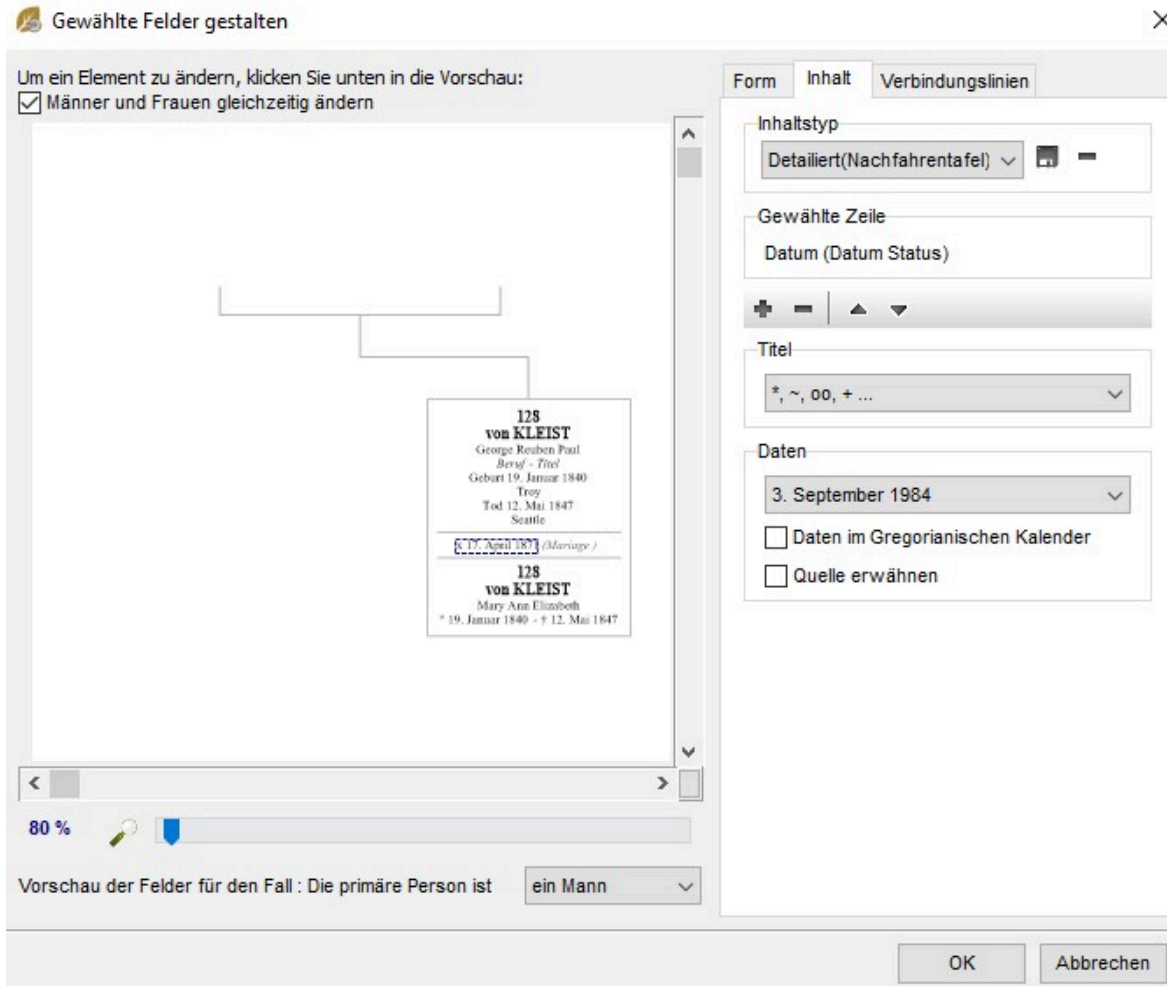 Gewählte Felder gestalten
Um ein Element zu ändern, klicken Sie unten in die Vorschau:
Männer und Frauen gleichzeitig ändern
128
von KLEIST
George Reuben Paul
Beruf - Titel
Geburt 19. Januar 1840
Troy
Tod 12. Mai 1847
Seattle
x 17. April 1871 (Mariage )
128
von KLEIST
Mary Ann Elizabeth
* 19. Januar 1840 - † 12. Mai 1847
80 %
Vorschau der Felder für den Fall : Die primäre Person ist
ein Mann
Form Inhalt Verbindungslinien
Inhaltstyp
Detailiert(Nachfahrentafel)
Gewählte Zeile
Datum (Datum Status)
Titel
*, ~, oo, + ...
Daten
3. September 1984
Daten im Gregorianischen Kalender
Quelle erwähnen
OK Abbrechen